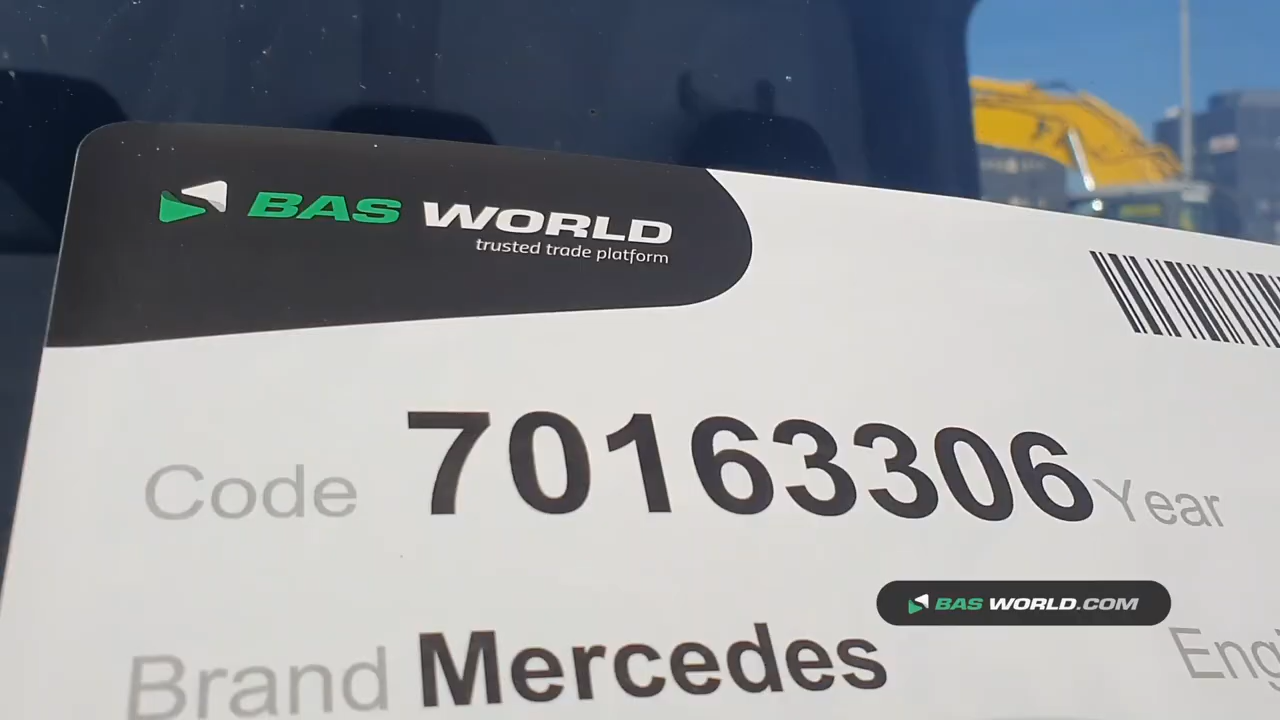 BAS WORLD
trusted trade platform
Code 70163306 Year
BAS WORLD.COM
Brand Mercedes